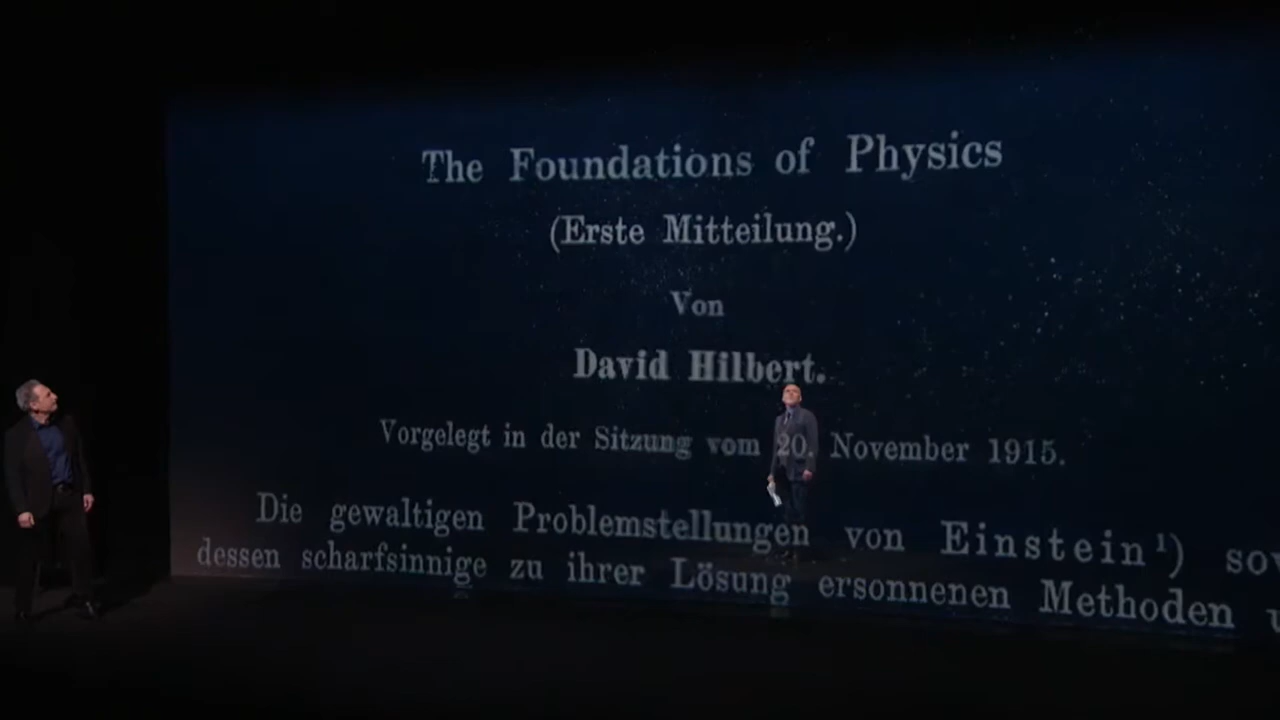 The Foundations of Physics
(Erste Mitteilung.)
Von
David Hilbert.
Vorgelegt in der Sitzung vom 20. November 1915.
Die gewaltigen Problemstellungen von Einstein¹)
dessen scharfsinnige zu ihrer Lösung ersonnenen Methoden